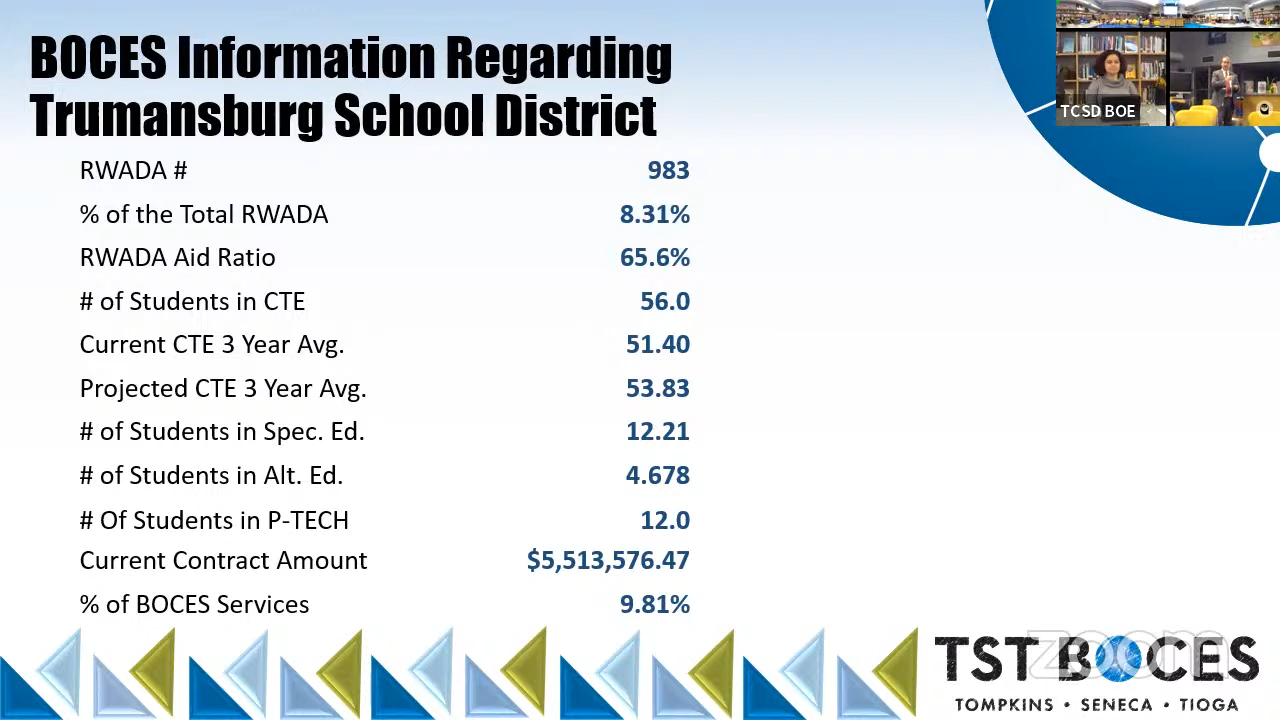 BOCES Information Regarding
Trumansburg School District
TCSD BOE
RWADA # 983
% of the Total RWADA 8.31%
RWADA Aid Ratio 65.6%
# of Students in CTE 56.0
Current CTE 3 Year Avg. 51.40
Projected CTE 3 Year Avg. 53.83
# of Students in Spec. Ed. 12.21
# of Students in Alt. Ed. 4.678
# Of Students in P-TECH 12.0
Current Contract Amount $5,513,576.47
% of BOCES Services 9.81%
TST BOCES
zoom
TOMPKINS • SENECA • TIOGA